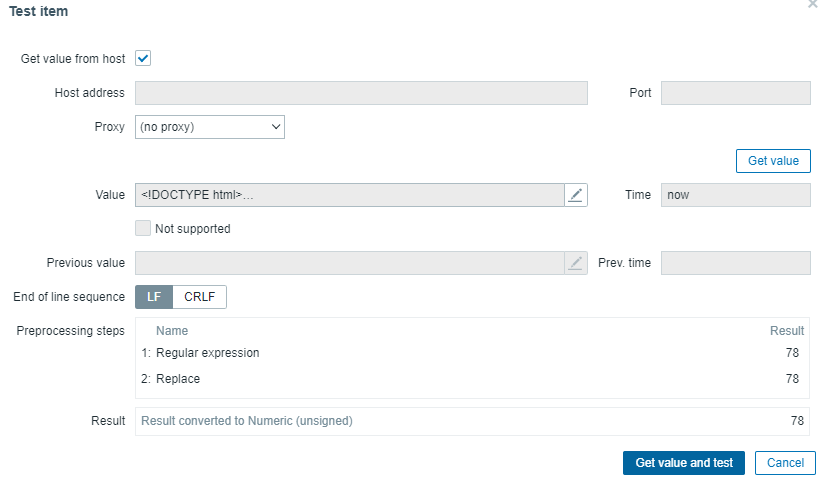 Test item
Get value from host
Host address Port
Proxy (no proxy)
Get value
Value <!DOCTYPE html>... Time now
Not supported
Previous value Prev. time
End of line sequence LF CRLF
Preprocessing steps Name Result
1: Regular expression 78
2: Replace 78
Result Result converted to Numeric (unsigned) 78
Get value and test Cancel